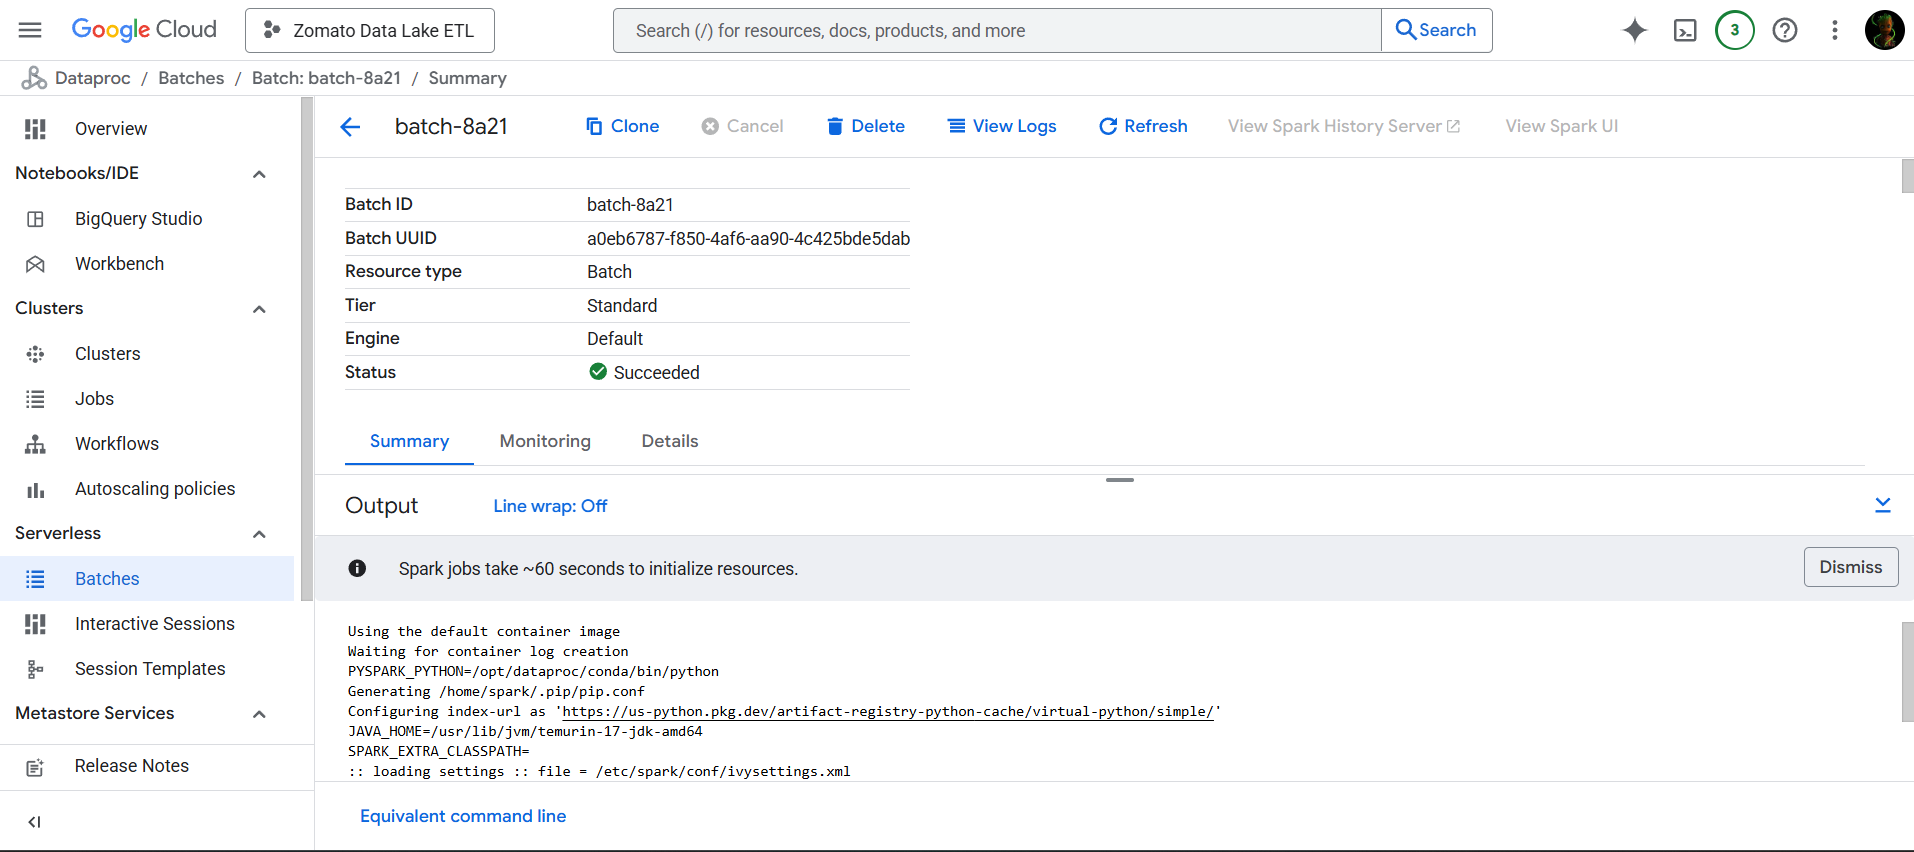 Google Cloud
Zomato Data Lake ETL
Search (/) for resources, docs, products, and more
Search
3
Dataproc / Batches / Batch: batch-8a21 / Summary
Overview
Notebooks/IDE
BigQuery Studio
Workbench
Clusters
Clusters
Jobs
Workflows
Autoscaling policies
Serverless
Batches
Interactive Sessions
Session Templates
Metastore Services
Release Notes
batch-8a21
Clone
Cancel
Delete
View Logs
Refresh
View Spark History Server
View Spark UI
Batch ID batch-8a21
Batch UUID a0eb6787-f850-4af6-aa90-4c425bde5dab
Resource type Batch
Tier Standard
Engine Default
Status Succeeded
Summary Monitoring Details
Output
Line wrap: Off
Spark jobs take ~60 seconds to initialize resources.
Dismiss
Using the default container image
Waiting for container log creation
PYSPARK_PYTHON=/opt/dataproc/conda/bin/python
Generating /home/spark/.pip/pip.conf
Configuring index-url as 'https://us-python.pkg.dev/artifact-registry-python-cache/virtual-python/simple/'
JAVA_HOME=/usr/lib/jvm/temurin-17-jdk-amd64
SPARK_EXTRA_CLASSPATH=
:: loading settings :: file = /etc/spark/conf/ivysettings.xml
Equivalent command line